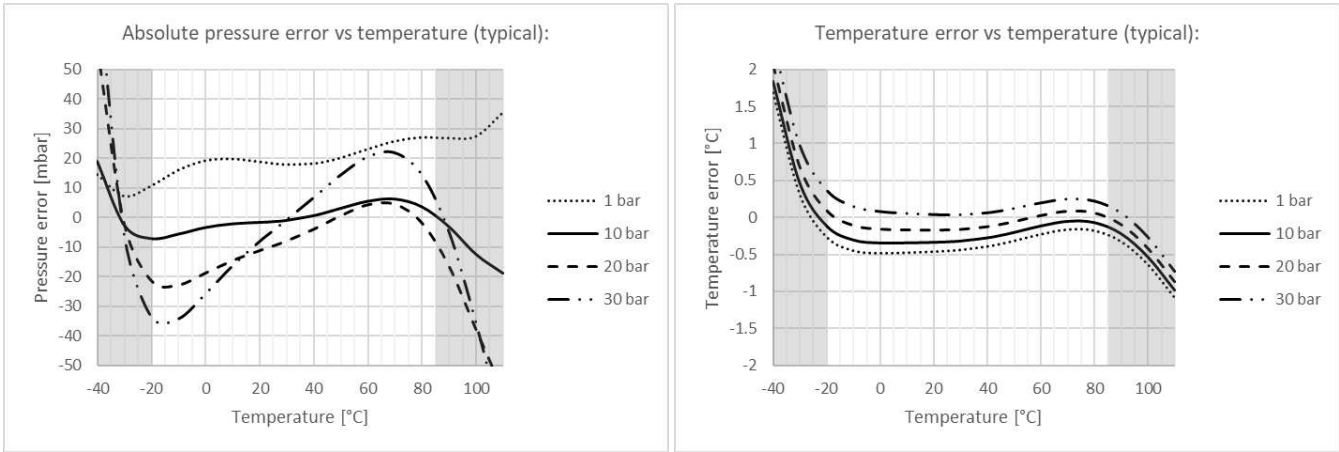 Absolute pressure error vs temperature (typical):
50
40
30
20
10
0
-10
-20
-30
-40
-50
Pressure error [mbar]
-40 -20 0 20 40 60 80 100
Temperature [°C]
1 bar
10 bar
20 bar
30 bar
Temperature error vs temperature (typical):
2
1.5
1
0.5
0
-0.5
-1
-1.5
-2
Temperature error [°C]
-40 -20 0 20 40 60 80 100
Temperature [°C]
1 bar
10 bar
20 bar
30 bar